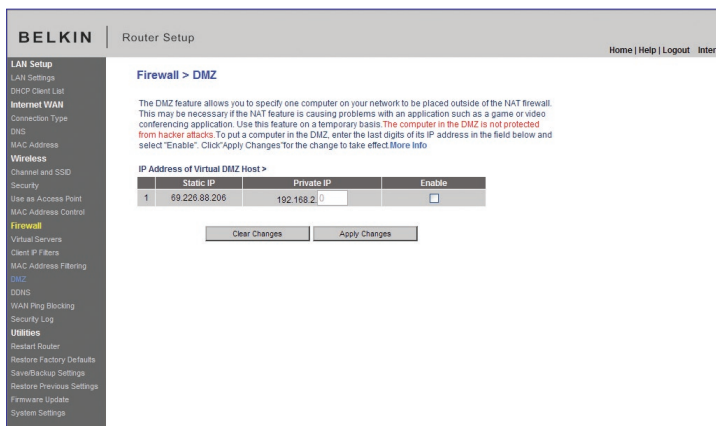 BELKIN
Router Setup
Home | Help | Logout Inter
LAN Setup
LAN Settings
DHCP Client List
Internet WAN
Connection Type
DNS
MAC Address
Wireless
Channel and SSID
Security
Use as Access Point
MAC Address Control
Firewall
Virtual Servers
Client IP Filters
MAC Address Filtering
DMZ
DDNS
WAN Ping Blocking
Security Log
Utilities
Restart Router
Restore Factory Defaults
Save/Backup Settings
Restore Previous Settings
Firmware Update
System Settings
Firewall > DMZ
The DMZ feature allows you to specify one computer on your network to be placed outside of the NAT firewall.
This may be necessary if the NAT feature is causing problems with an application such as a game or video
conferencing application. Use this feature on a temporary basis.The computer in the DMZ is not protected
from hacker attacks.To put a computer in the DMZ, enter the last digits of its IP address in the field below and
select "Enable". Click"Apply Changes"for the change to take effect.More Info
IP Address of Virtual DMZ Host >
Static IP Private IP Enable
1 69.226.88.206 192.168.2. 0
Clear Changes Apply Changes